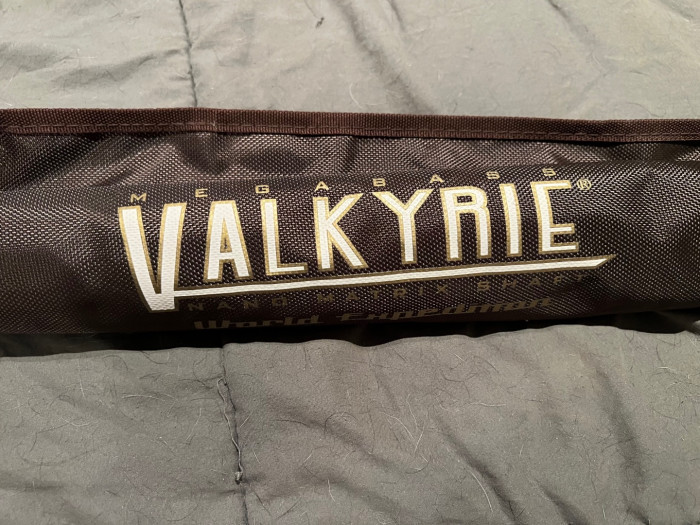 MEGABASS
VALKYRIE®
NANO MATRIX SHAFT
World Expedition